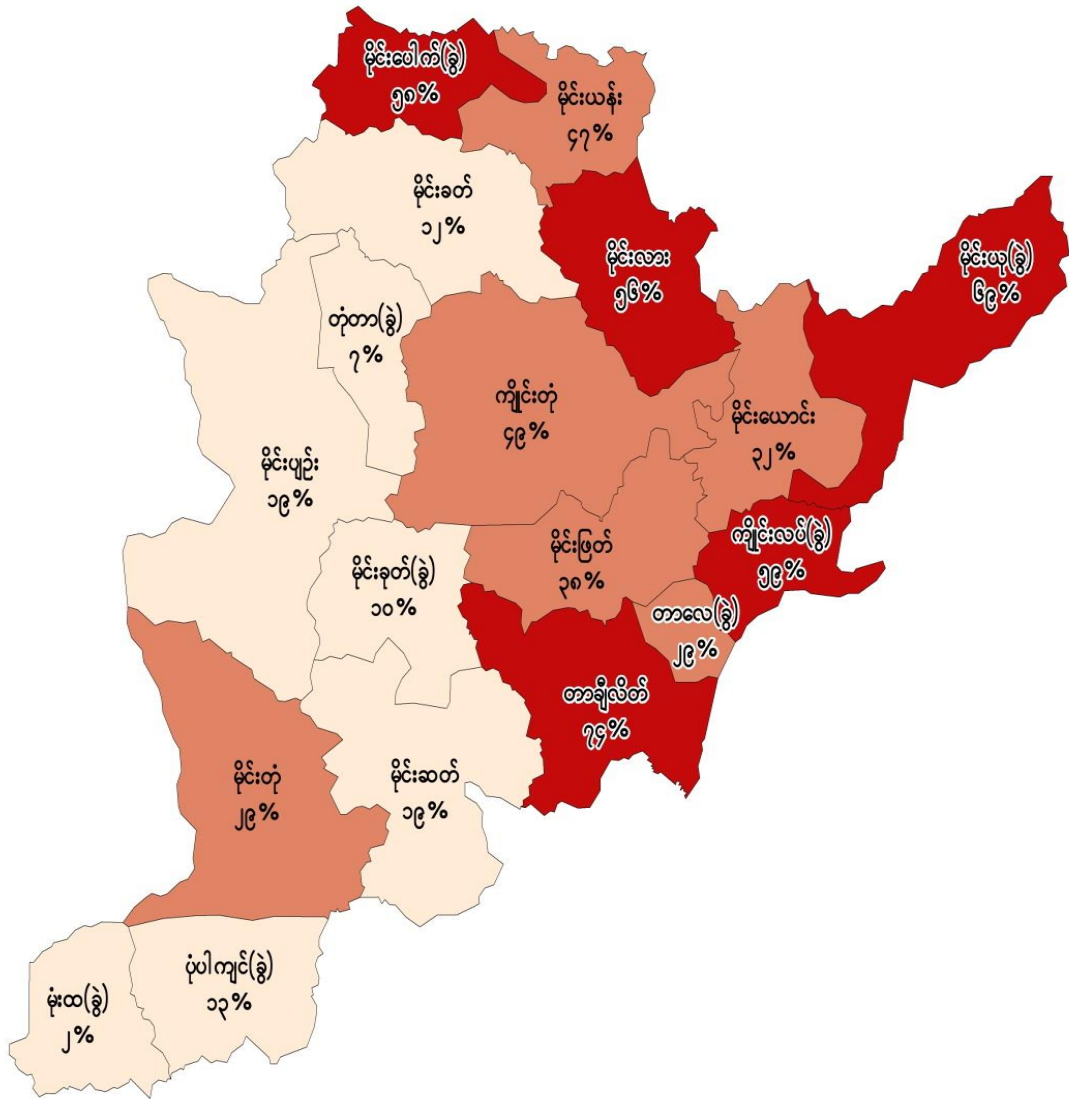 မိုင်းပေါက်(ခွဲ)
၅၈%
မိုင်းယန်း
၄၇%
မိုင်းခတ်
၁၂%
မိုင်းလား
၅၆%
မိုင်းယု(ခွဲ)
၆၉%
တုံတာ(ခွဲ)
၇%
ကျိုင်းတုံ
၄၉%
မိုင်းယောင်း
၃၂%
မိုင်းပျဉ်း
၁၉%
ကျိုင်းလပ်(ခွဲ)
၅၉%
မိုင်းဖြတ်
၃၈%
မိုင်းခုတ်(ခွဲ)
၁၀%
တာလေ(ခွဲ)
၂၉%
တာချီလိတ်
၇၄%
မိုင်းတုံ
၂၉%
မိုင်းဆတ်
၁၉%
ပုံပါကျင်(ခွဲ)
၁၃%
မုံးထ(ခွဲ)
၂%